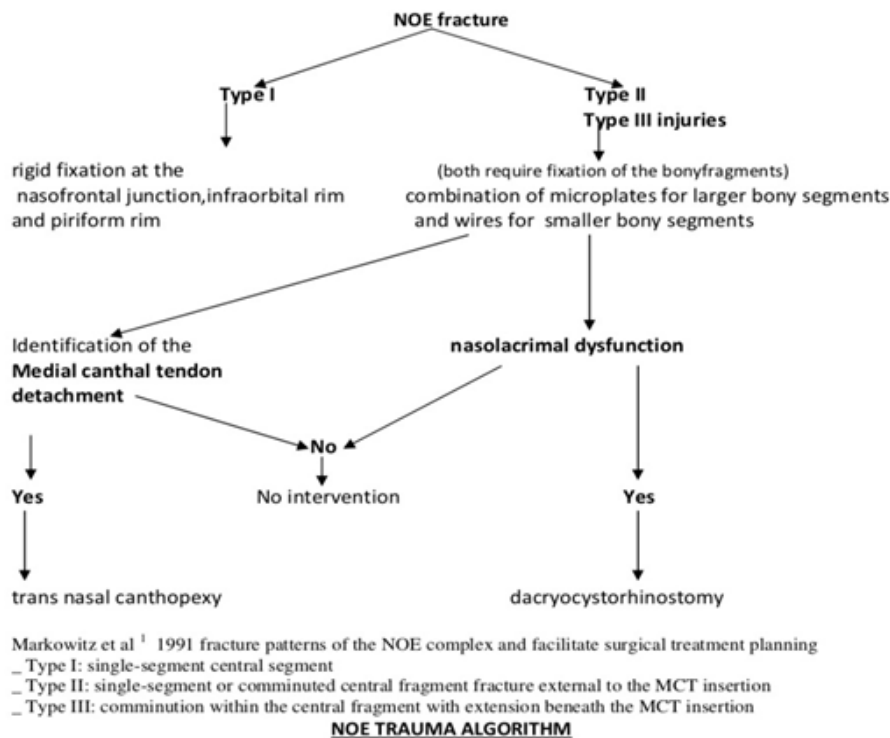 NOE fracture
Type I
Type II
Type III injuries
rigid fixation at the
nasofrontal junction,infraorbital rim
and piriform rim
(both require fixation of the bonyfragments)
combination of microplates for larger bony segments
and wires for smaller bony segments
Identification of the
Medial canthal tendon
detachment
nasolacrimal dysfunction
No
Yes
No intervention
Yes
trans nasal canthopexy
dacryocystorhinostomy
Markowitz et al 1 1991 fracture patterns of the NOE complex and facilitate surgical treatment planning
_ Type I: single-segment central segment
_ Type II: single-segment or comminuted central fragment fracture external to the MCT insertion
_ Type III: comminution within the central fragment with extension beneath the MCT insertion
NOE TRAUMA ALGORITHM